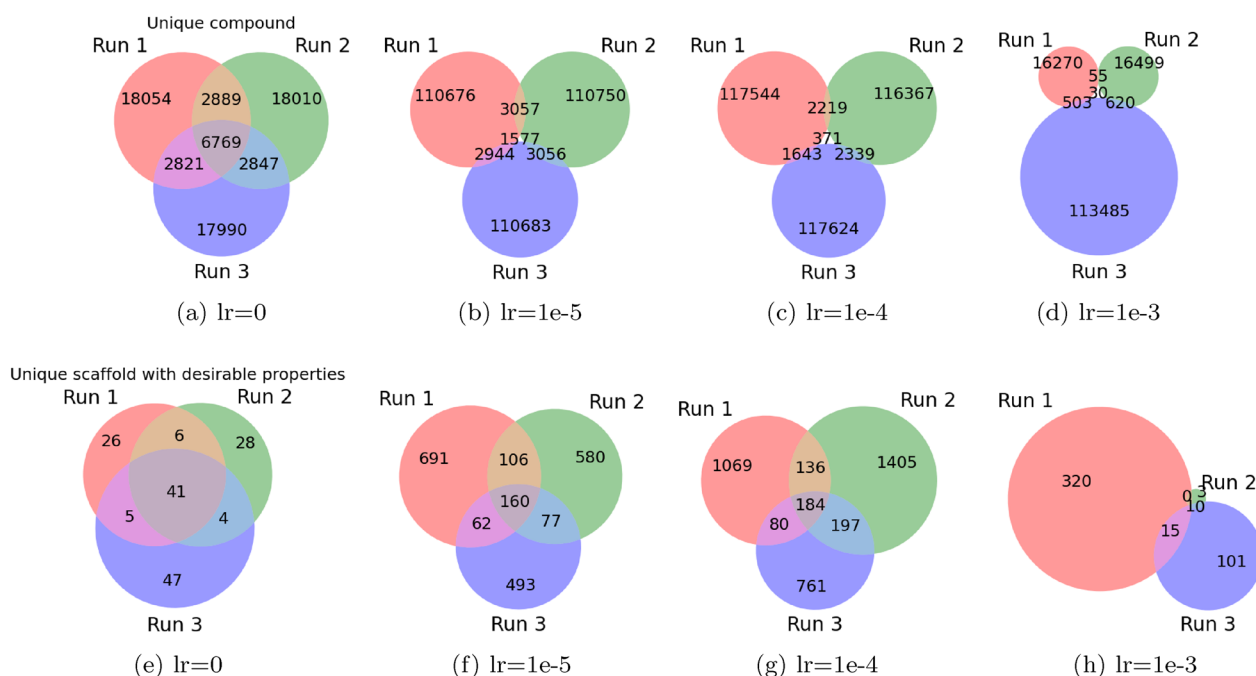 Unique compound
Run 1
Run 2
18054
2889
18010
6769
2821
2847
17990
Run 3
(a) lr=0
Run 1
Run 2
110676
3057
110750
1577
2944
3056
110683
Run 3
(b) lr=1e-5
Run 1
Run 2
117544
2219
116367
371
1643
2339
117624
Run 3
(c) lr=1e-4
Run 1
Run 2
16270
55
16499
30
503
620
113485
Run 3
(d) lr=1e-3
Unique scaffold with desirable properties
Run 1
Run 2
26
6
28
41
5
4
47
Run 3
(e) lr=0
Run 1
Run 2
691
106
580
160
62
77
493
Run 3
(f) lr=1e-5
Run 1
Run 2
1069
136
1405
184
80
197
761
Run 3
(g) lr=1e-4
Run 1
Run 2
320
0
3
10
15
101
Run 3
(h) lr=1e-3